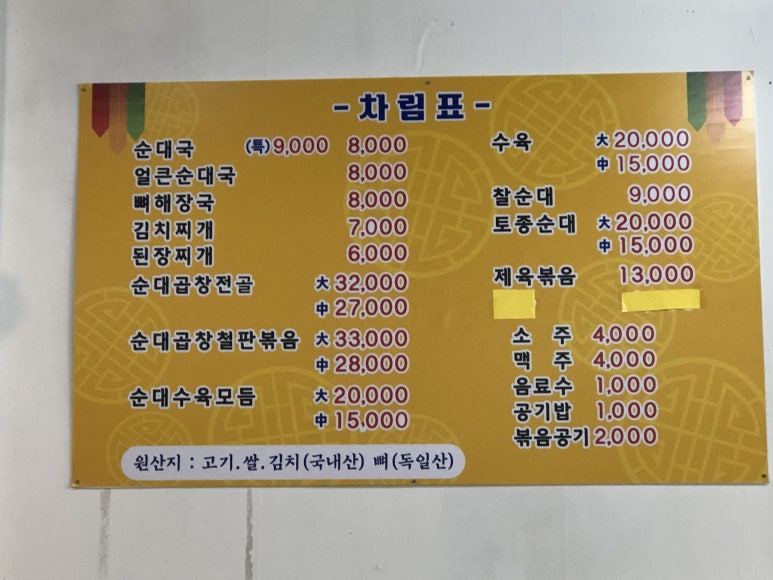 -차림표-
순대국 (특)9,000 8,000
얼큰순대국 8,000
뼈해장국 8,000
김치찌개 7,000
된장찌개 6,000
순대곱창전골 大32,000
中27,000
순대곱창철판볶음 大33,000
中28,000
순대수육모듬 大20,000
中15,000
원산지 : 고기.쌀.김치(국내산) 뼈(독일산)
수육 大20,000
中15,000
찰순대 9,000
토종순대 大20,000
中15,000
제육볶음 13,000
소 주 4,000
맥 주 4,000
음료수 1,000
공기밥 1,000
볶음공기 2,000